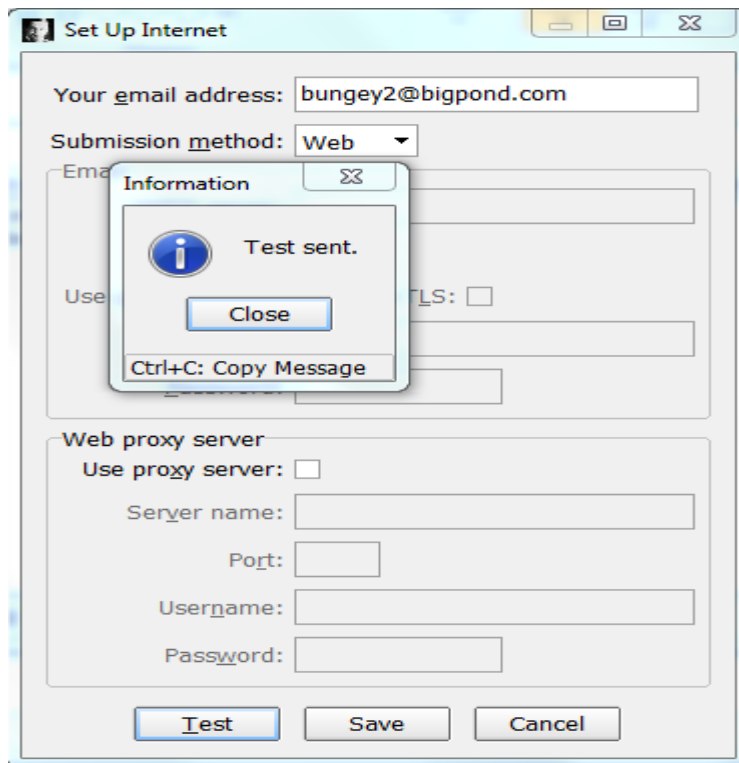 Set Up Internet
Your email address: bungey2@bigpond.com
Submission method: Web
Ema
Information
Test sent.
Use
TLS:
Close
Ctrl+C: Copy Message
Web proxy server
Use proxy server:
Server name:
Port:
Username:
Password:
Test Save Cancel